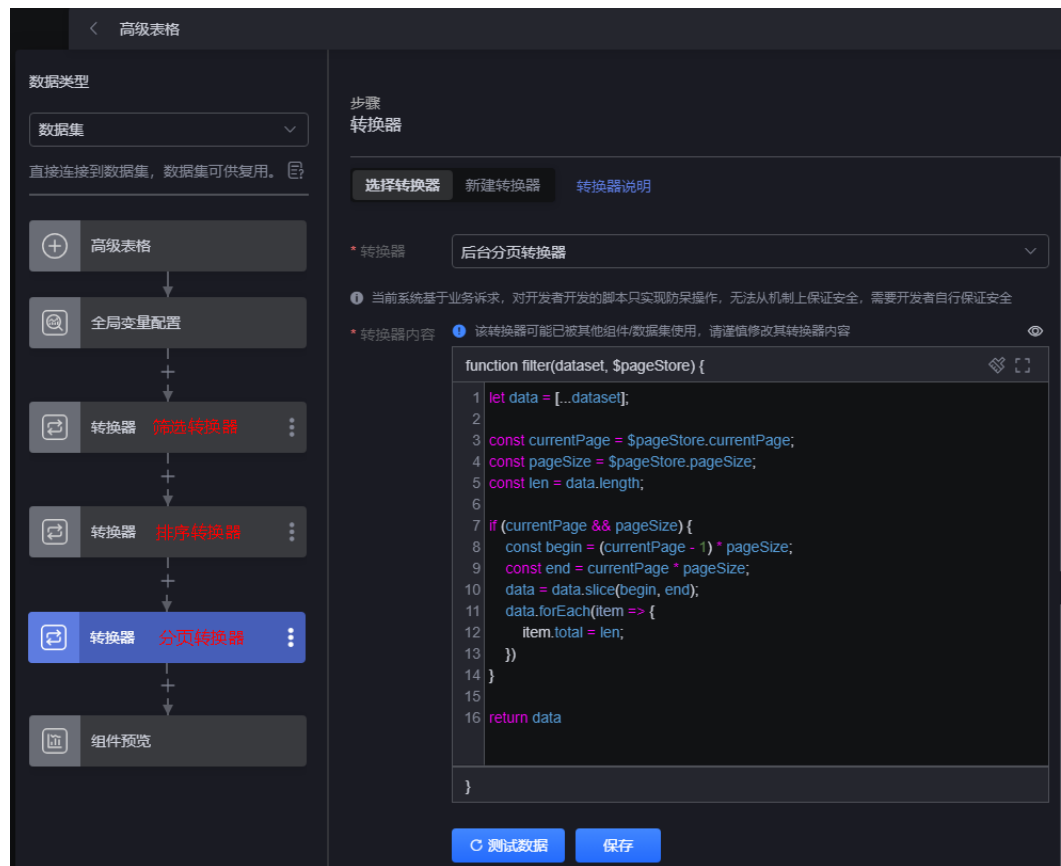 高级表格
数据类型
数据集
直接连接到数据集，数据集可供复用。
高级表格
全局变量配置
转换器 筛选转换器
转换器 排序转换器
转换器 分页转换器
组件预览
步骤
转换器
选择转换器 新建转换器 转换器说明
* 转换器 后台分页转换器
当前系统基于业务诉求，对开发者开发的脚本只实现防呆操作，无法从机制上保证安全，需要开发者自行保证安全
* 转换器内容 该转换器可能已被其他组件/数据集使用，请谨慎修改其转换器内容
function filter(dataset, $pageStore) {
1 let data = [...dataset];
2
3 const currentPage = $pageStore.currentPage;
4 const pageSize = $pageStore.pageSize;
5 const len = data.length;
6
7 if (currentPage && pageSize) {
8 const begin = (currentPage - 1) * pageSize;
9 const end = currentPage * pageSize;
10 data = data.slice(begin, end);
11 data.forEach(item => {
12 item.total = len;
13 })
14 }
15
16 return data
}
测试数据 保存